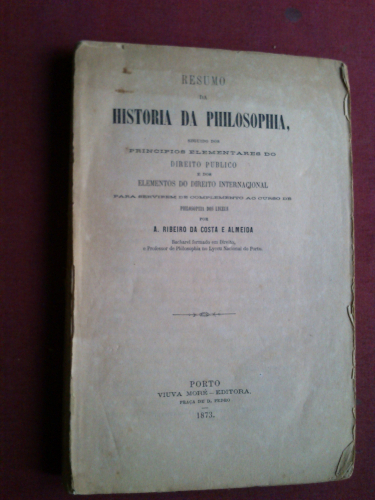 RESUMO
DA
HISTORIA DA PHILOSOPHIA,
SEGUIDO DOS
PRINCIPIOS ELEMENTARES DO
DIREITO PUBLICO
E DOS
ELEMENTOS DO DIREITO INTERNACIONAL
PARA SERVIREM DE COMPLEMENTO AO CURSO DE
PHILOSOPHIA DOS LYCEUS
POR
A. RIBEIRO DA COSTA E ALMEIDA
Bacharel formado em Direito,
e Professor de Philosophia no Lyceu Nacional do Porto.
PORTO
VIUVA MORÉ—EDITORA.
PRAÇA DE D. PEDRO.
1873.